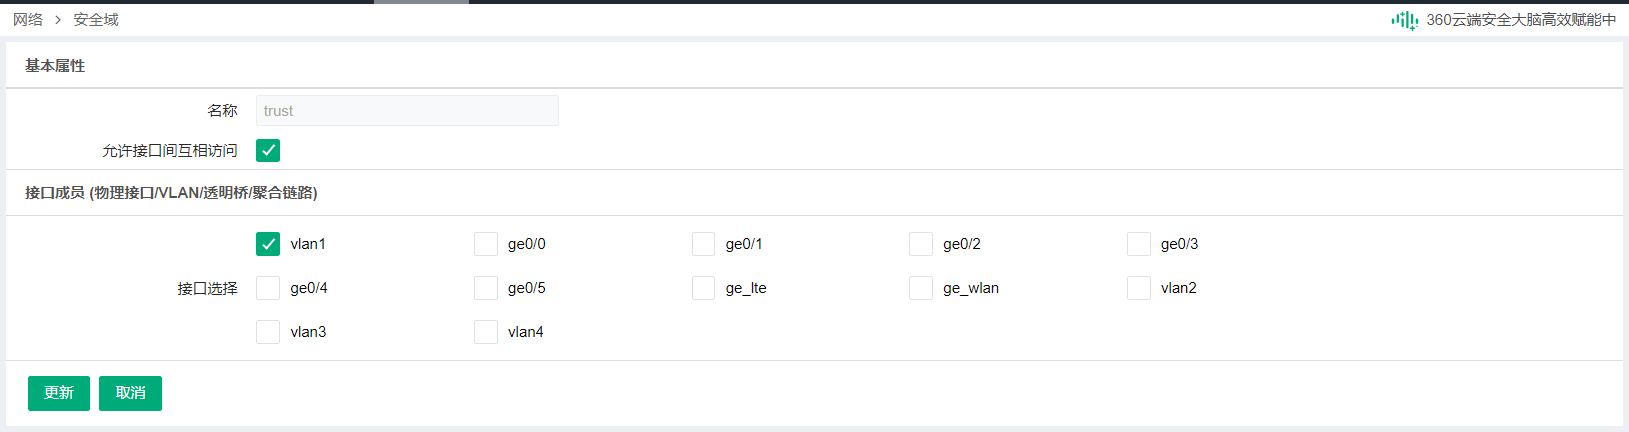 网络 > 安全域 360云端安全大脑高效赋能中
基本属性
名称 trust
允许接口间互相访问
接口成员 (物理接口/VLAN/透明桥/聚合链路)
vlan1 ge0/0 ge0/1 ge0/2 ge0/3
接口选择 ge0/4 ge0/5 ge_lte ge_wlan vlan2
vlan3 vlan4
更新 取消